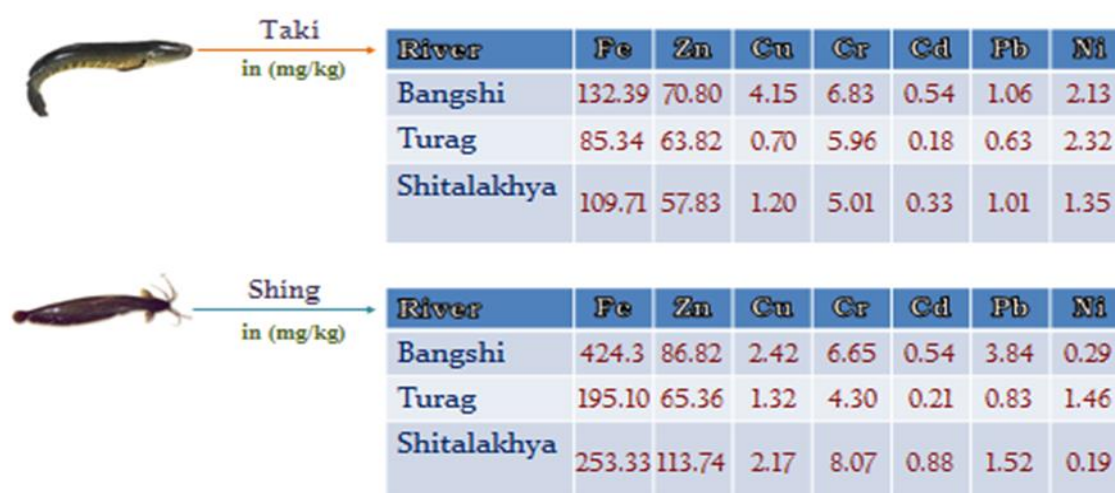 Taki
in (mg/kg)
River Fe Zn Cu Cr Cd Pb Ni
Bangshi 132.39 70.80 4.15 6.83 0.54 1.06 2.13
Turag 85.34 63.82 0.70 5.96 0.18 0.63 2.32
Shitalakhya 109.71 57.83 1.20 5.01 0.33 1.01 1.35
Shing
in (mg/kg)
River Fe Zn Cu Cr Cd Pb Ni
Bangshi 424.3 86.82 2.42 6.65 0.54 3.84 0.29
Turag 195.10 65.36 1.32 4.30 0.21 0.83 1.46
Shitalakhya 253.33 113.74 2.17 8.07 0.88 1.52 0.19